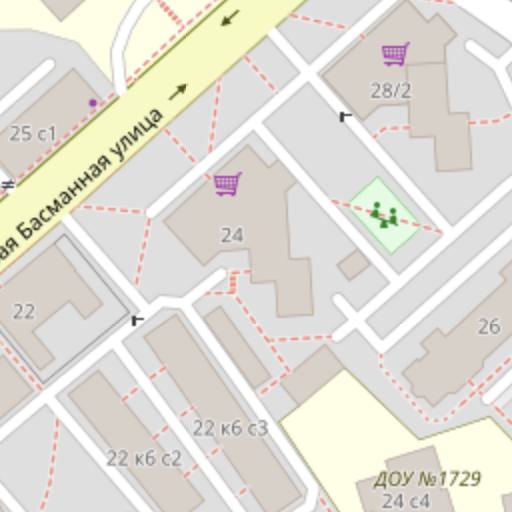 28/2
25 с1
ая Басманная улица
24
22
26
22 к6 с3
22 к6 с2
ДОУ №1729
24 с4